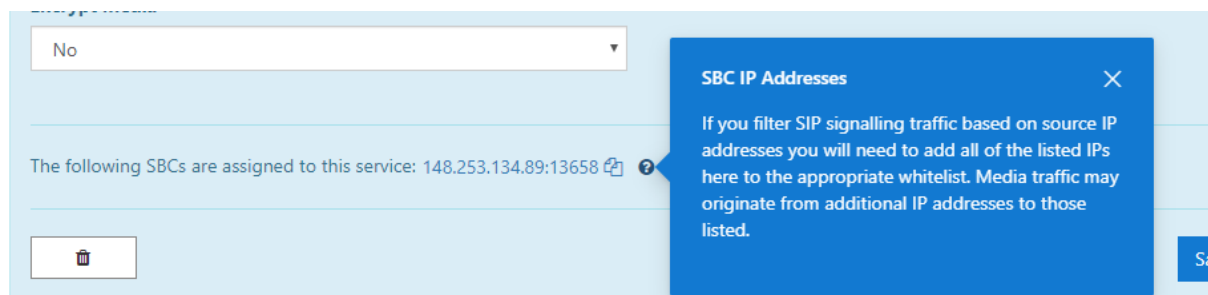 No
SBC IP Addresses
If you filter SIP signalling traffic based on source IP
addresses you will need to add all of the listed IPs
here to the appropriate whitelist. Media traffic may
originate from additional IP addresses to those
listed.
The following SBCs are assigned to this service: 148.253.134.89:13658